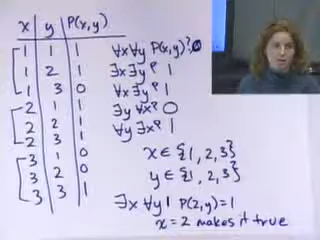 x y P(x,y)
1 1 1 ∀x∀y P(x,y)? 0
1 2 1 ∃x∃y? 1
1 3 0 ∀x∃y? 1
2 1 1 ∃y∀x? 0
2 2 1 ∀y∃x? 1
2 3 1
3 1 0 x∈{1,2,3}
3 2 0 y∈{1,2,3}
3 3 1
∃x∀y! P(2,y)=1
x=2 makes it true